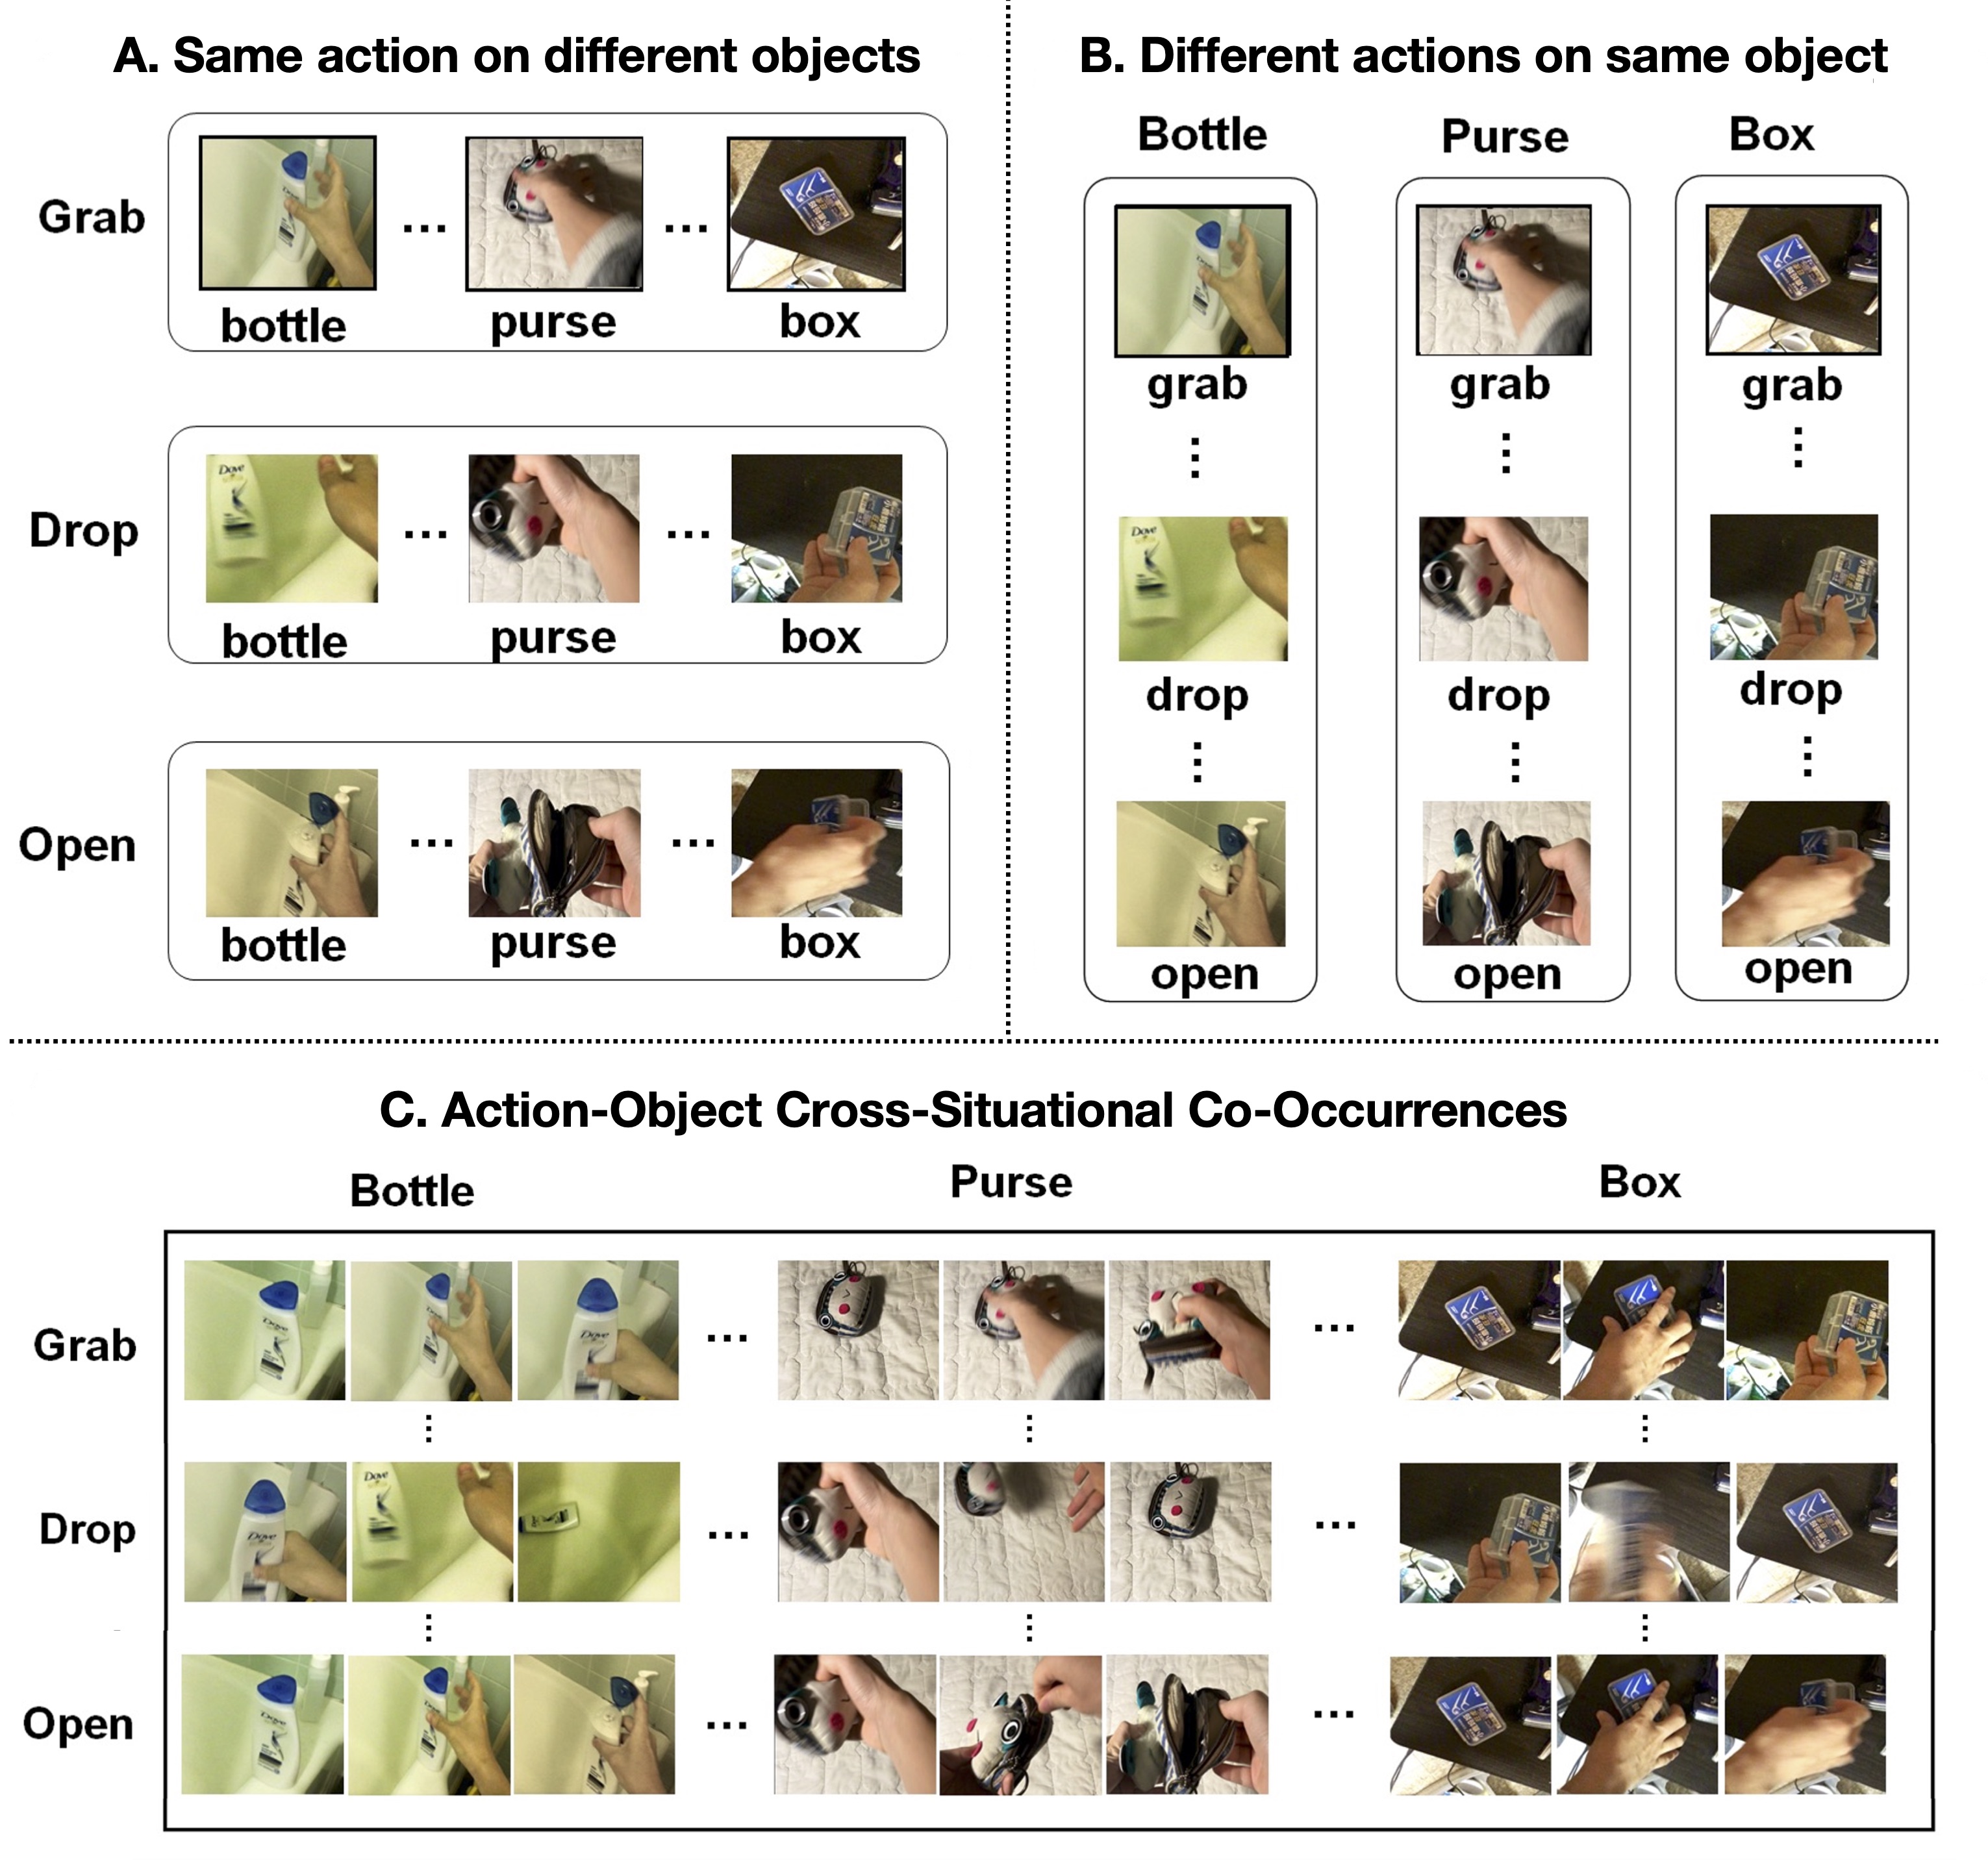 A. Same action on different objects
Grab
... ...
bottle purse box
Drop
... ...
bottle purse box
Open
... ...
bottle purse box
B. Different actions on same object
Bottle Purse Box
grab grab grab
Dove
drop drop drop
open open open
C. Action-Object Cross-Situational Co-Occurrences
Bottle Purse Box
Grab
... ...
Drop
... ...
Open
... ...